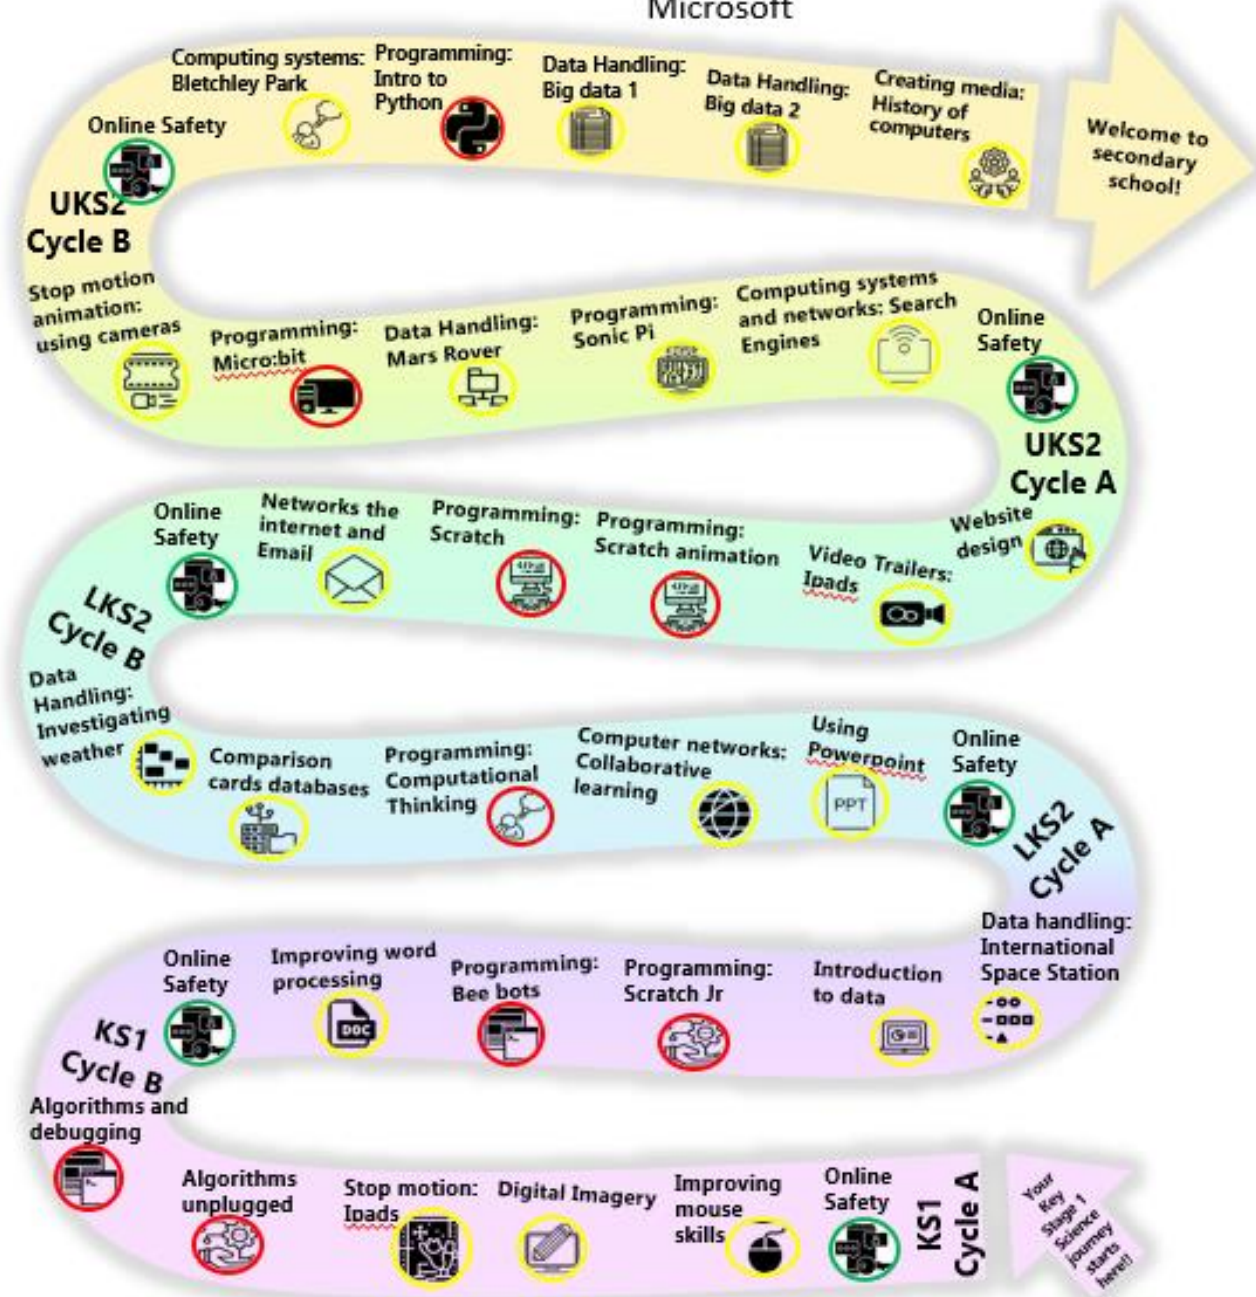 Microsoft
Computing systems:
Bletchley Park
Programming:
Intro to
Python
Data Handling:
Big data 1
Data Handling:
Big data 2
Creating media:
History of
computers
Welcome to
secondary
school!
Online Safety
UKS2
Cycle B
Stop motion
animation:
using cameras
Programming:
Micro:bit
Data Handling:
Mars Rover
Programming:
Sonic Pi
Computing systems
and networks: Search
Engines
Online
Safety
UKS2
Cycle A
Website
design
Video Trailers:
Ipads
Programming:
Scratch animation
Programming:
Scratch
Networks the
internet and
Email
Online
Safety
LKS2
Cycle B
Data
Handling:
Investigating
weather
Comparison
cards databases
Programming:
Computational
Thinking
Computer networks:
Collaborative
learning
Using
Powerpoint
PPT
Online
Safety
LKS2
Cycle A
Data handling:
International
Space Station
Introduction
to data
Programming:
Scratch Jr
Programming:
Bee bots
Improving word
processing
DOC
Online
Safety
KS1
Cycle B
Algorithms and
debugging
Algorithms
unplugged
Stop motion:
Ipads
Digital Imagery
Improving
mouse
skills
Online
Safety
KS1
Cycle A
Your
Key
Stage 1
Science
journey
starts
here!!